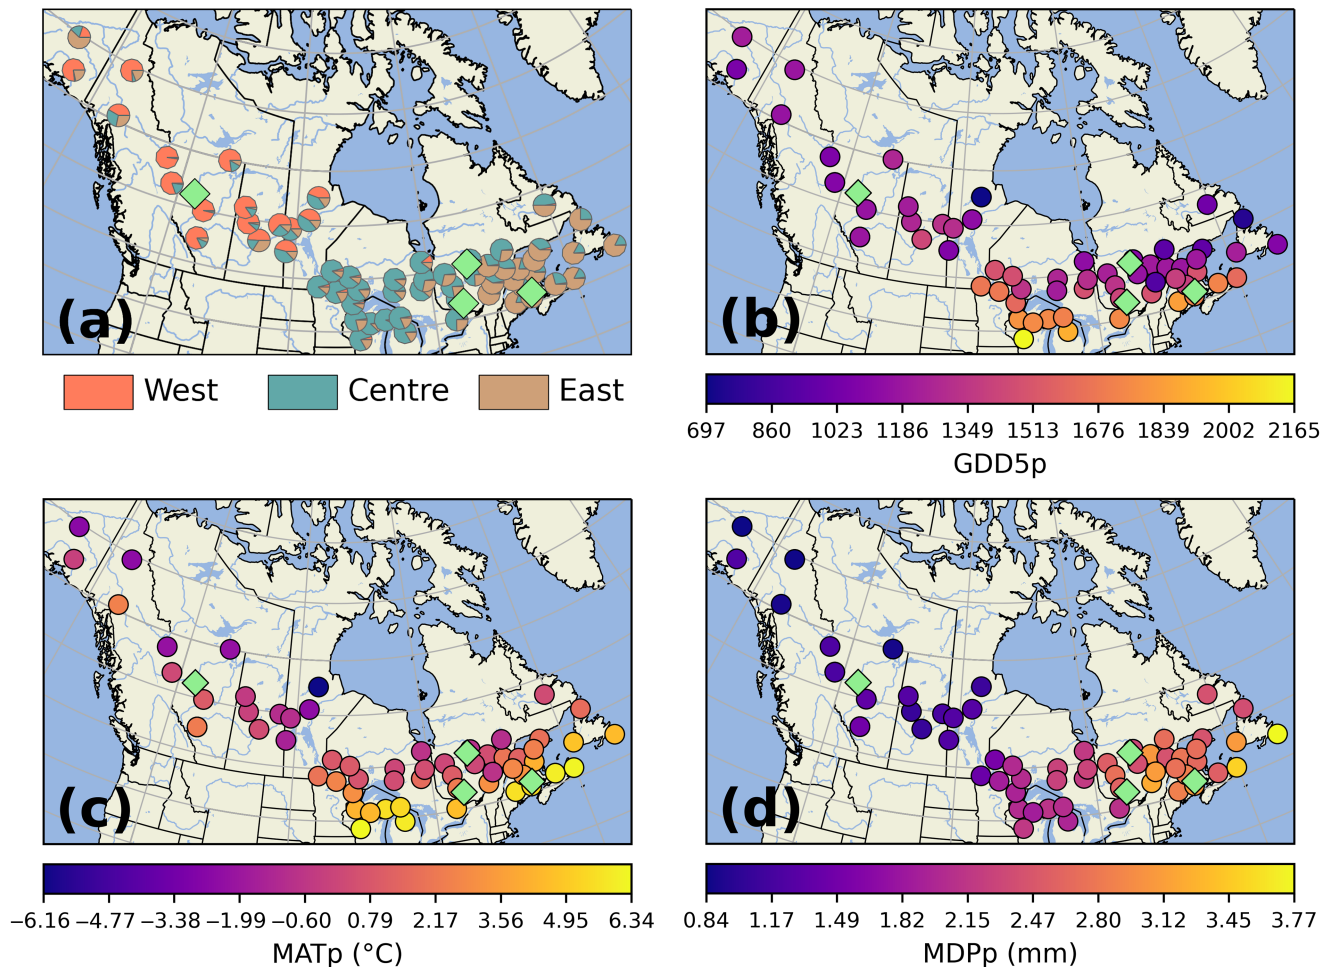 (a)
(b)
West Centre East
697 860 1023 1186 1349 1513 1676 1839 2002 2165
GDD5p
(c)
(d)
−6.16 −4.77 −3.38 −1.99 −0.60 0.79 2.17 3.56 4.95 6.34
MATp (°C)
0.84 1.17 1.49 1.82 2.15 2.47 2.80 3.12 3.45 3.77
MDPp (mm)